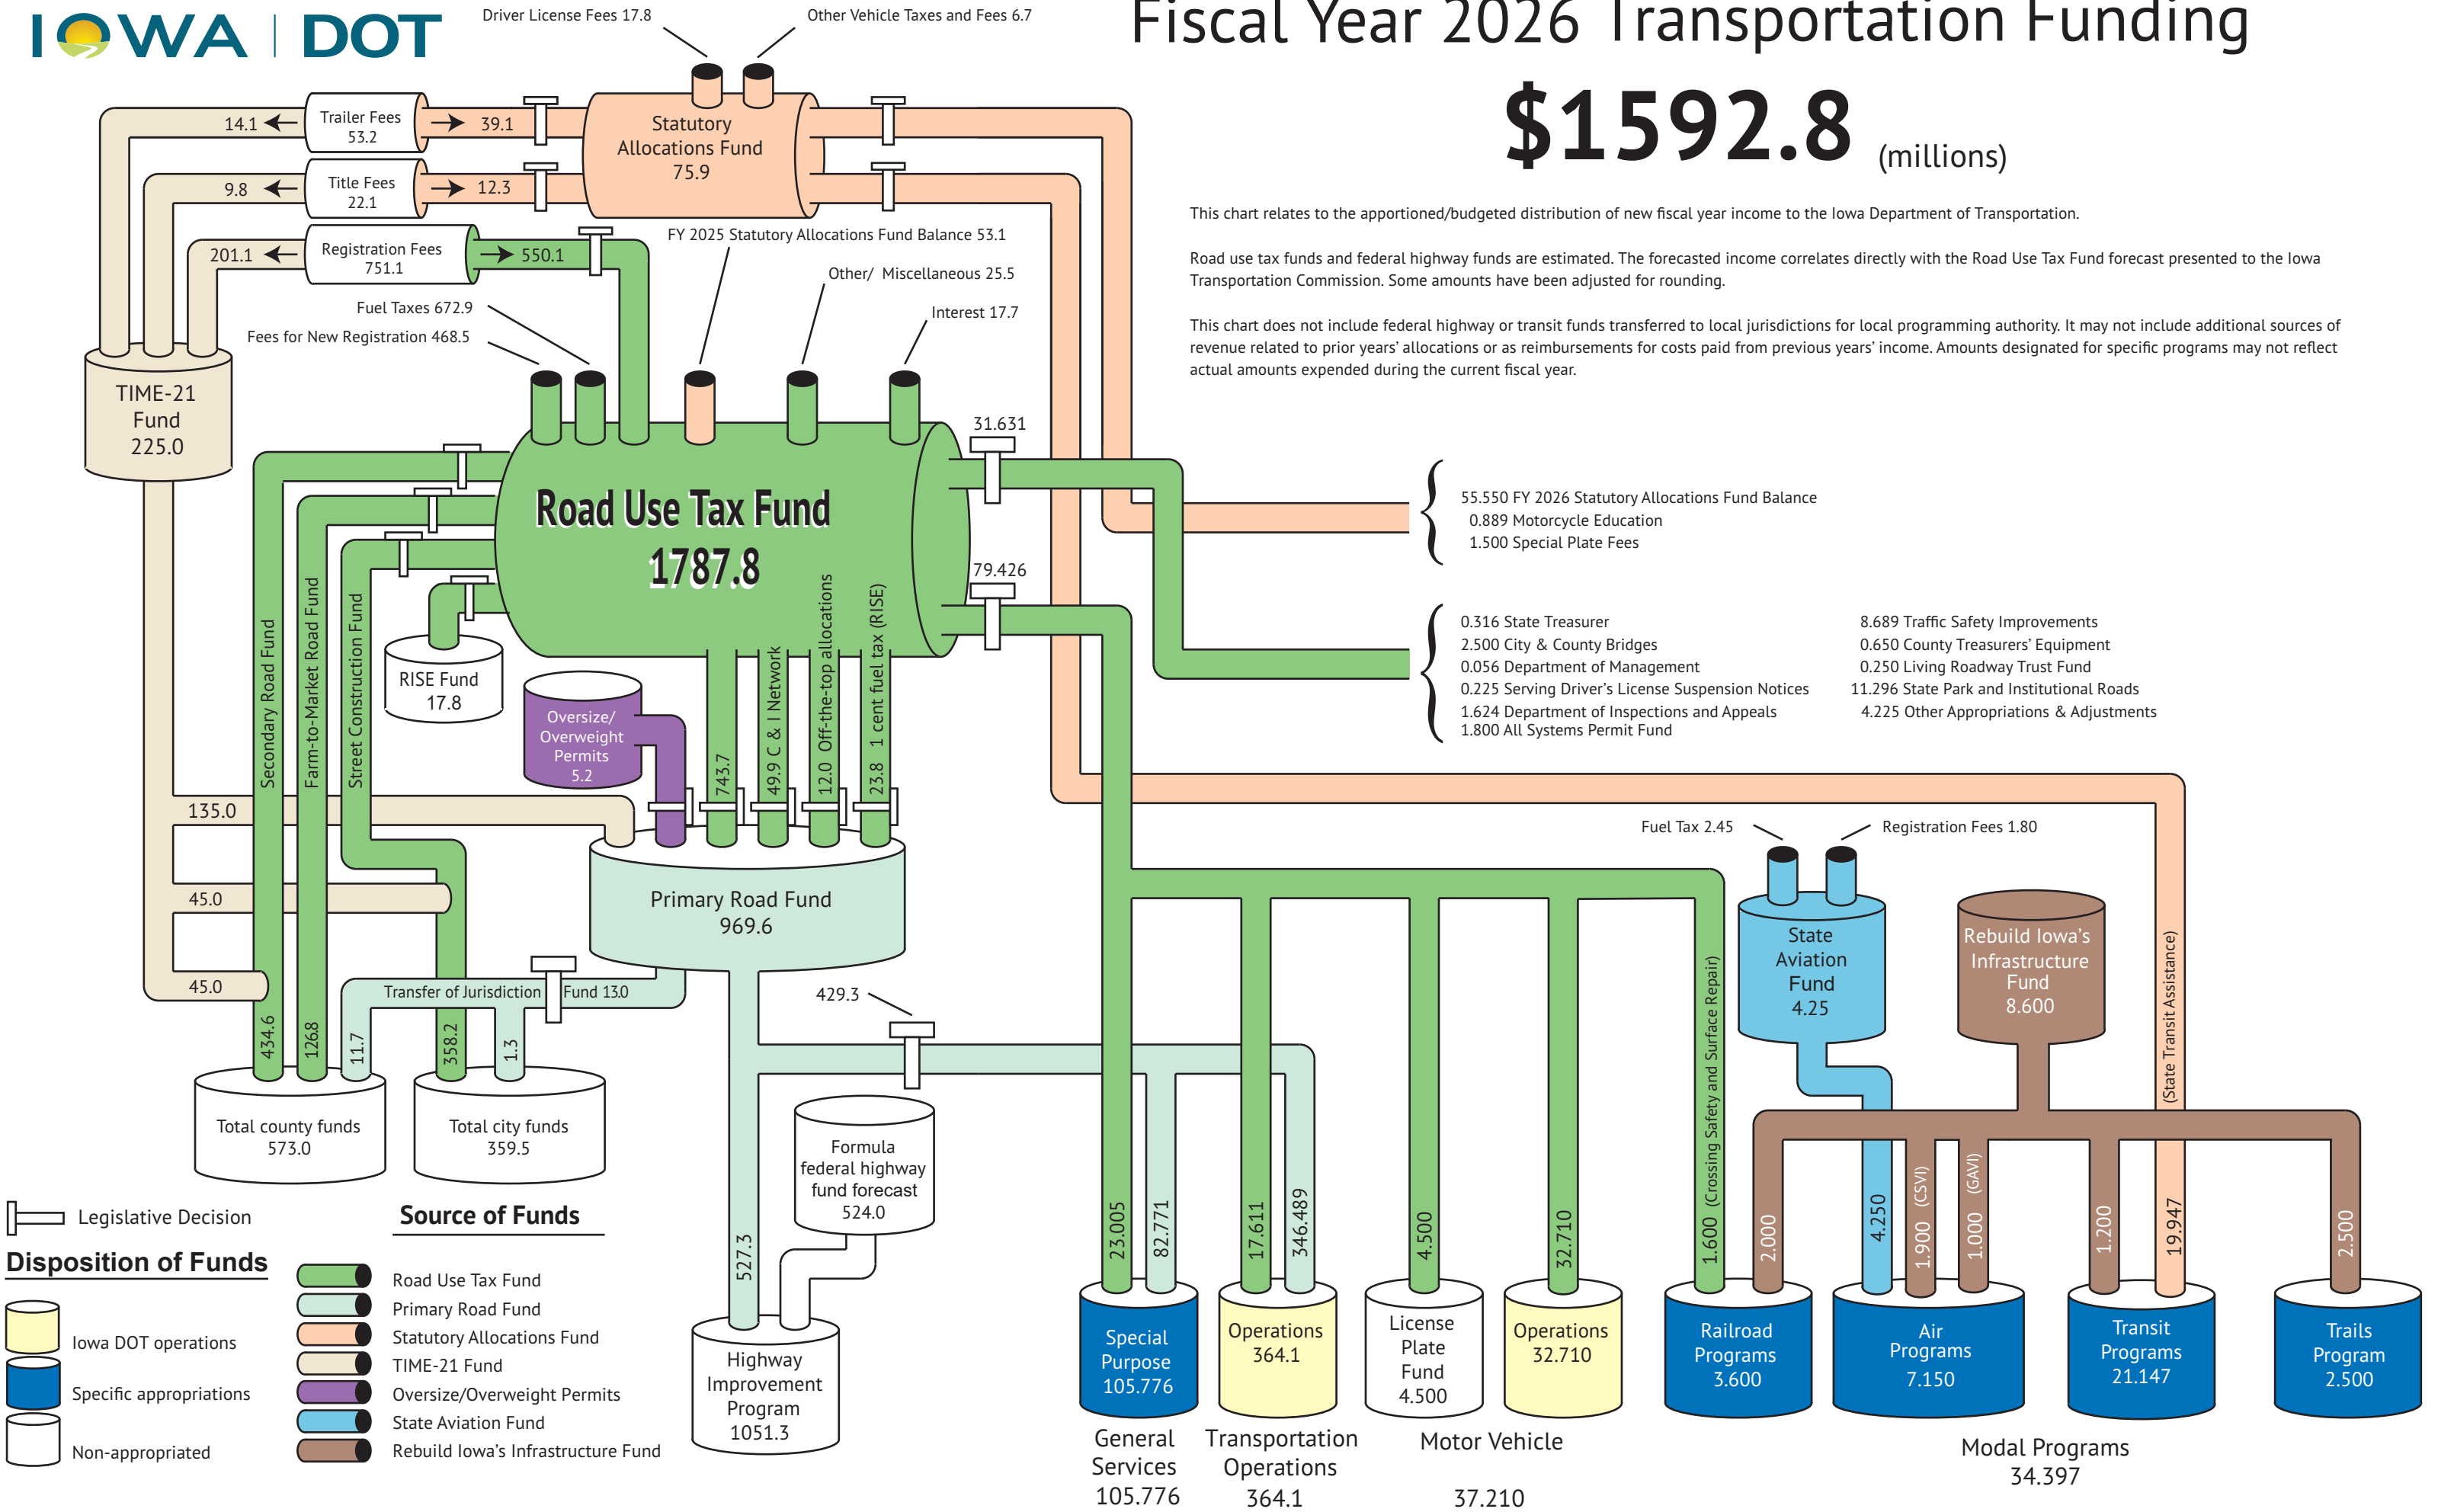 IOWA | DOT
Fiscal Year 2026 Transportation Funding
$1592.8 (millions)
This chart relates to the apportioned/budgeted distribution of new fiscal year income to the Iowa Department of Transportation.
Road use tax funds and federal highway funds are estimated. The forecasted income correlates directly with the Road Use Tax Fund forecast presented to the Iowa
Transportation Commission. Some amounts have been adjusted for rounding.
This chart does not include federal highway or transit funds transferred to local jurisdictions for local programming authority. It may not include additional sources of
revenue related to prior years' allocations or as reimbursements for costs paid from previous years' income. Amounts designated for specific programs may not reflect
actual amounts expended during the current fiscal year.
Driver License Fees 17.8
Other Vehicle Taxes and Fees 6.7
14.1
Trailer Fees
53.2
39.1
9.8
Title Fees
22.1
12.3
Statutory
Allocations Fund
75.9
201.1
Registration Fees
751.1
550.1
FY 2025 Statutory Allocations Fund Balance 53.1
Other/ Miscellaneous 25.5
Interest 17.7
Fuel Taxes 672.9
Fees for New Registration 468.5
TIME-21
Fund
225.0
Road Use Tax Fund
1787.8
31.631
79.426
55.550 FY 2026 Statutory Allocations Fund Balance
0.889 Motorcycle Education
1.500 Special Plate Fees
0.316 State Treasurer
2.500 City & County Bridges
0.056 Department of Management
0.225 Serving Driver's License Suspension Notices
1.624 Department of Inspections and Appeals
1.800 All Systems Permit Fund
8.689 Traffic Safety Improvements
0.650 County Treasurers' Equipment
0.250 Living Roadway Trust Fund
11.296 State Park and Institutional Roads
4.225 Other Appropriations & Adjustments
Secondary Road Fund
Farm-to-Market Road Fund
Street Construction Fund
RISE Fund
17.8
Oversize/
Overweight
Permits
5.2
743.7
49.9 C & I Network
12.0 Off-the-top allocations
23.8 1 cent fuel tax (RISE)
135.0
45.0
45.0
Primary Road Fund
969.6
Transfer of Jurisdiction Fund 13.0
429.3
434.6
126.8
11.7
358.2
1.3
Total county funds
573.0
Total city funds
359.5
Formula
federal highway
fund forecast
524.0
527.3
Highway
Improvement
Program
1051.3
Fuel Tax 2.45
Registration Fees 1.80
State
Aviation
Fund
4.25
Rebuild Iowa's
Infrastructure
Fund
8.600
(State Transit Assistance)
23.005
82.771
17.611
346.489
4.500
32.710
1.600 (Crossing Safety and Surface Repair)
2.000
4.250
1.900 (CSVI)
1.000 (GAVI)
1.200
19.947
2.500
Special
Purpose
105.776
Operations
364.1
License
Plate
Fund
4.500
Operations
32.710
Railroad
Programs
3.600
Air
Programs
7.150
Transit
Programs
21.147
Trails
Program
2.500
General
Services
105.776
Transportation
Operations
364.1
Motor Vehicle
37.210
Modal Programs
34.397
Legislative Decision
Disposition of Funds
Iowa DOT operations
Specific appropriations
Non-appropriated
Source of Funds
Road Use Tax Fund
Primary Road Fund
Statutory Allocations Fund
TIME-21 Fund
Oversize/Overweight Permits
State Aviation Fund
Rebuild Iowa's Infrastructure Fund